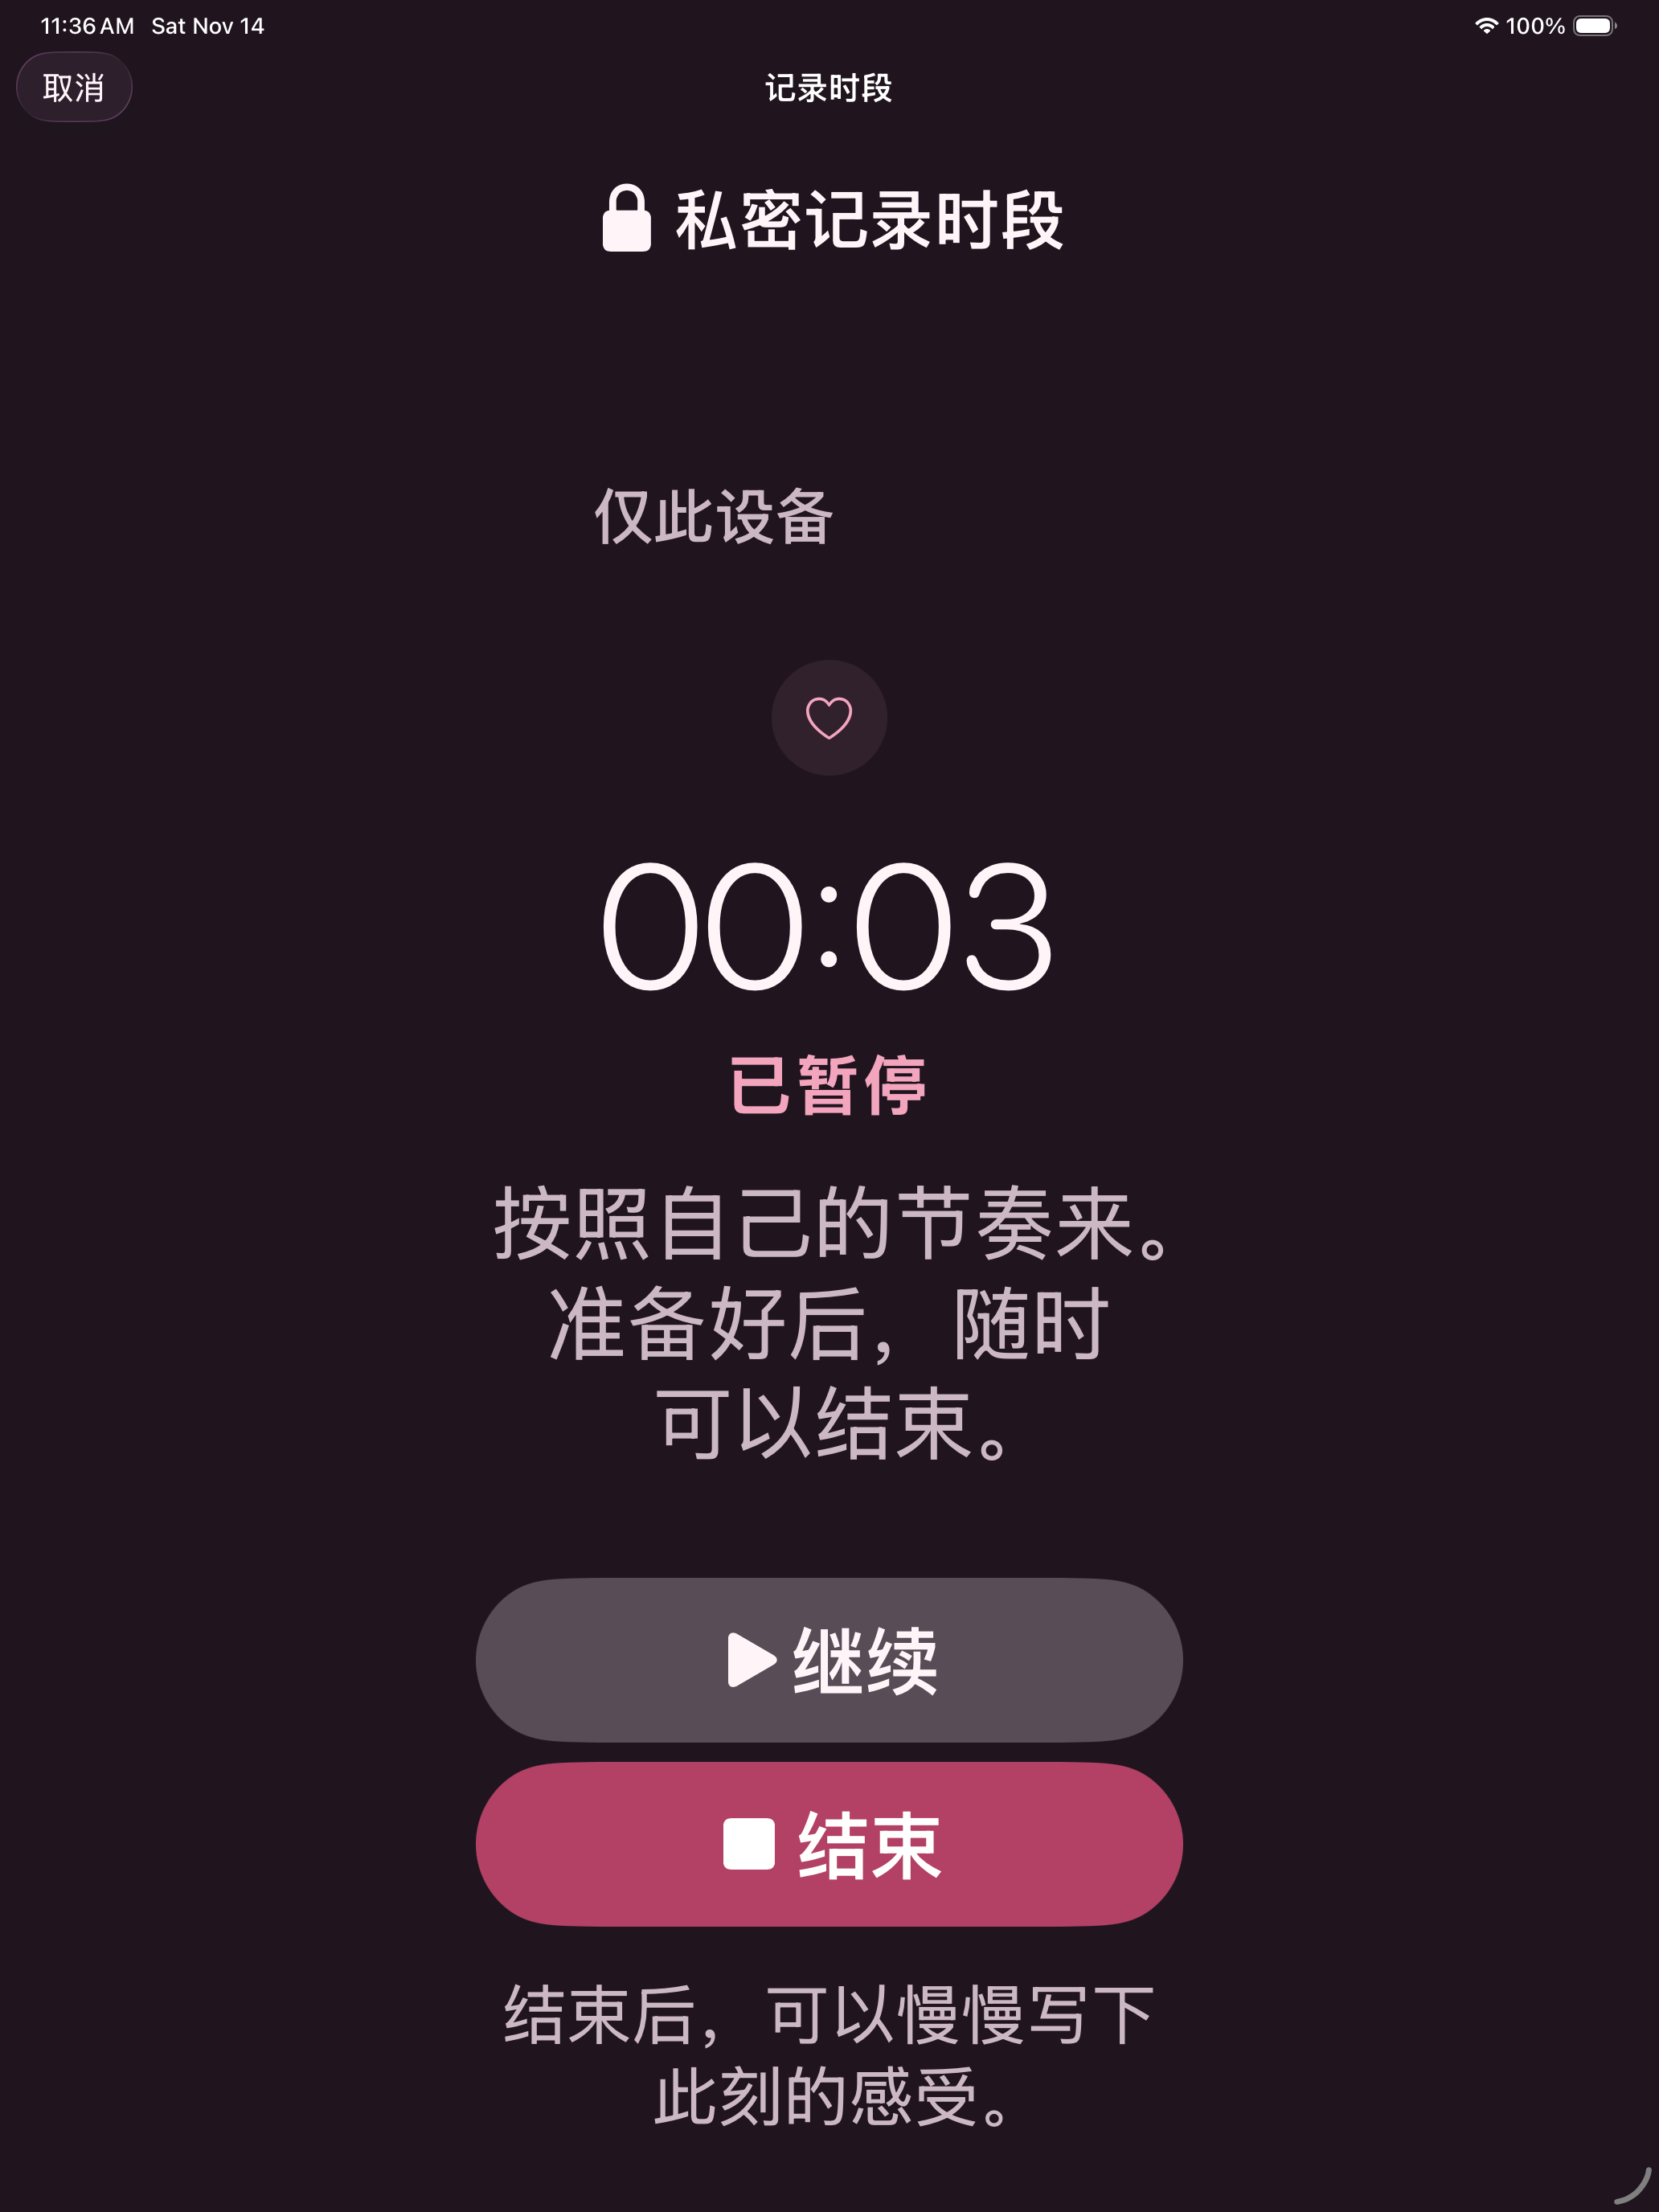 11:36 AM Sat Nov 14
100%
取消
记录时段
私密记录时段
仅此设备
00:03
已暂停
按照自己的节奏来。
准备好后，随时
可以结束。
继续
结束
结束后，可以慢慢写下
此刻的感受。